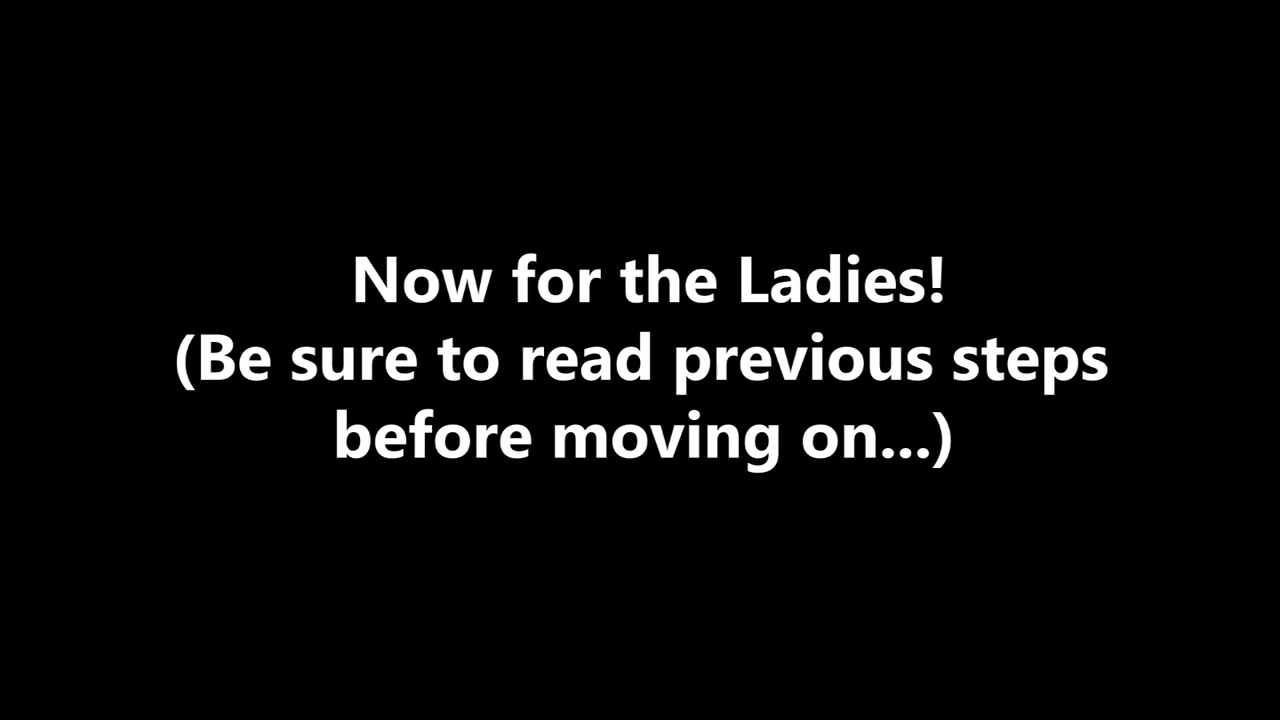 Now for the Ladies!
(Be sure to read previous steps
before moving on...)